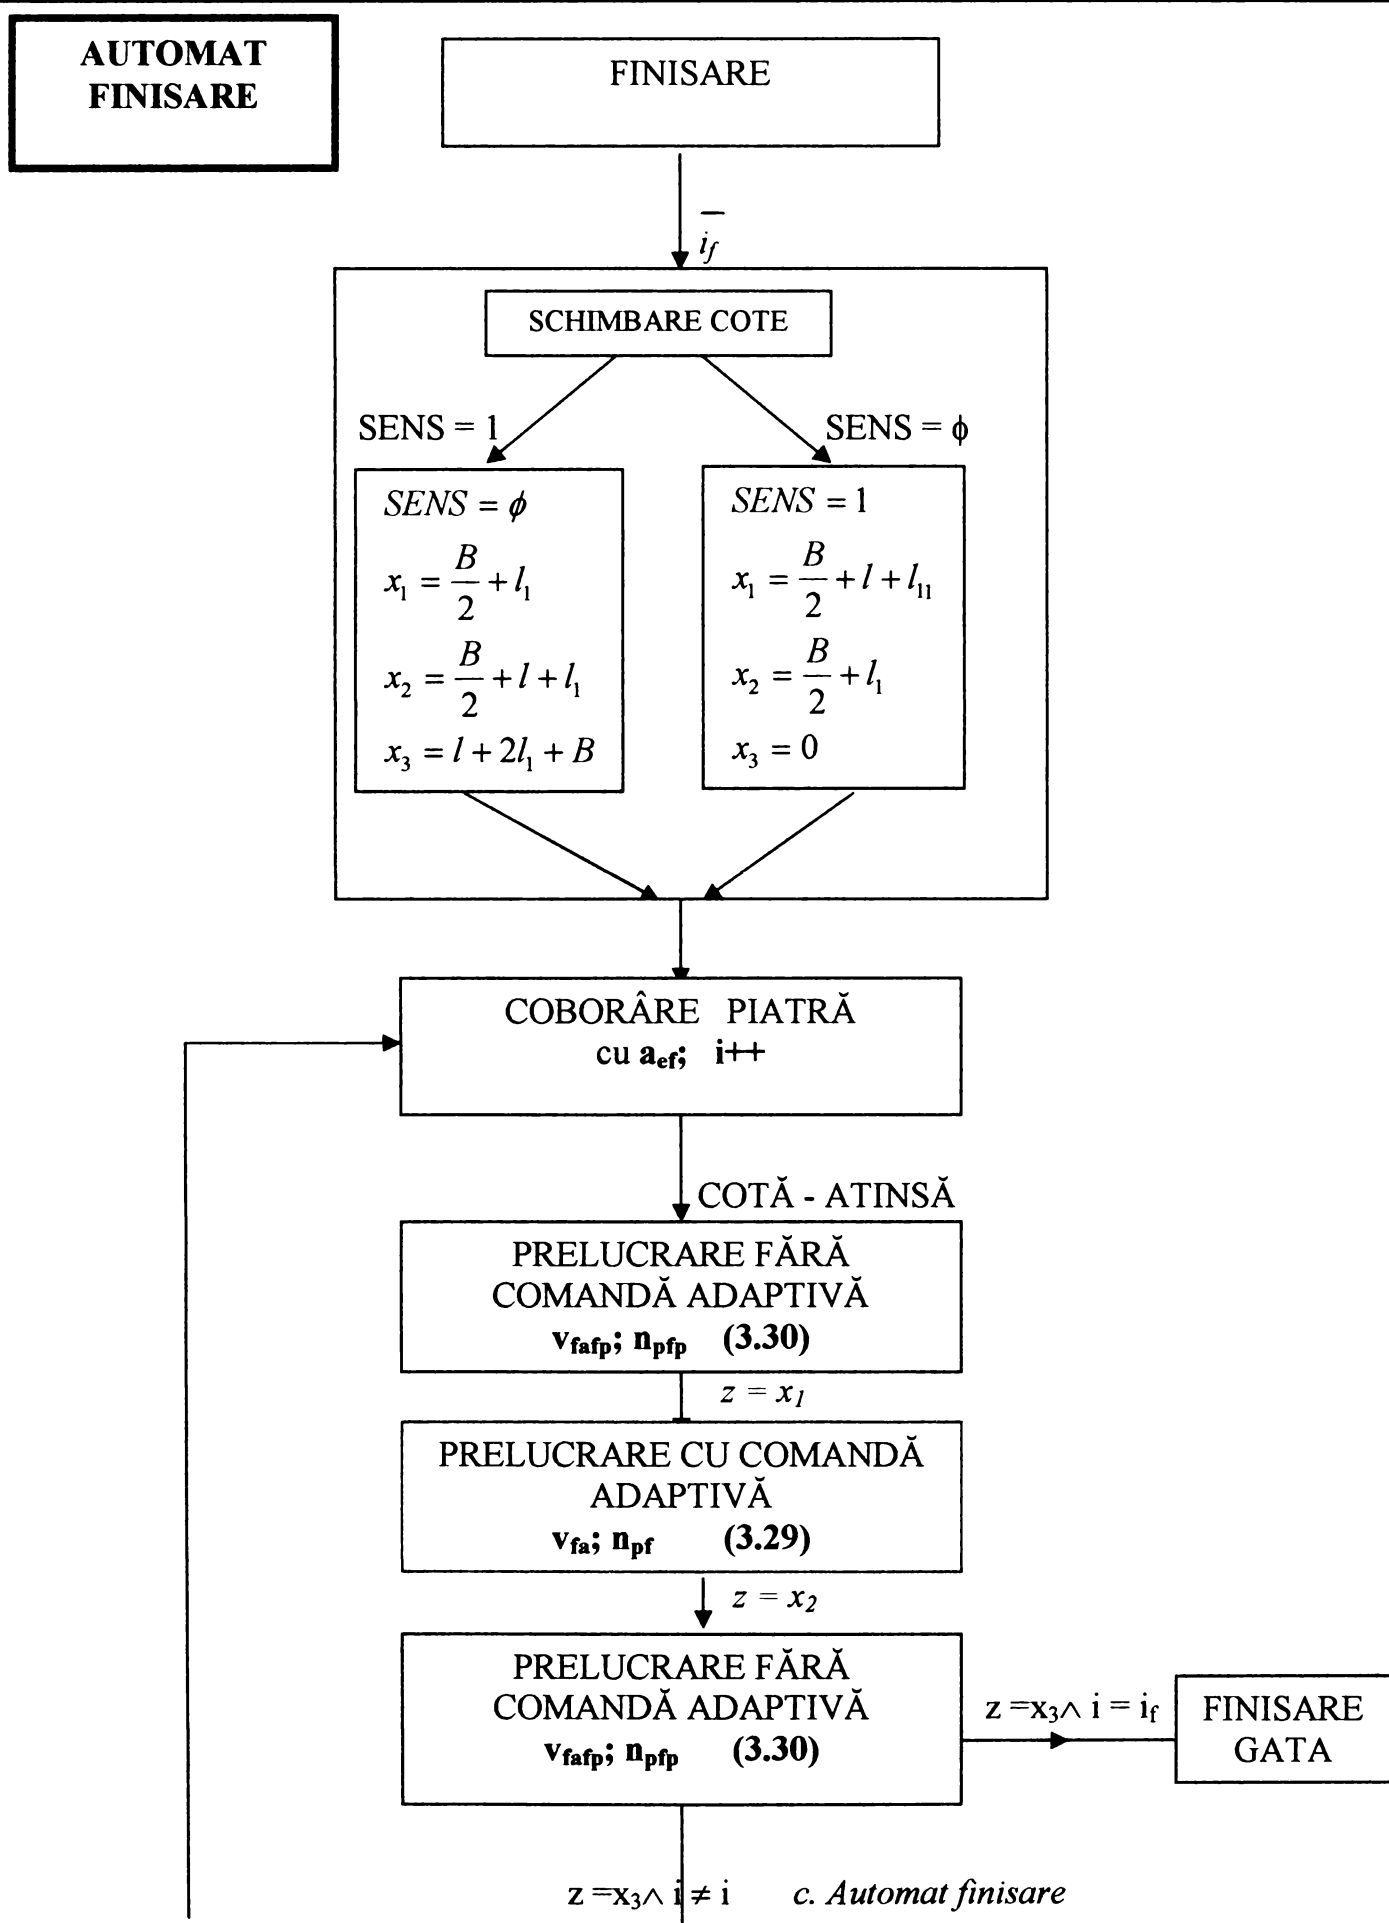 AUTOMAT
FINISARE
FINISARE
i̅_f
SCHIMBARE COTE
SENS = 1
SENS = ϕ
SENS = ϕ
x₁ = B/2 + l₁
x₂ = B/2 + l + l₁
x₃ = l + 2l₁ + B
SENS = 1
x₁ = B/2 + l + l₁₁
x₂ = B/2 + l₁
x₃ = 0
COBORÂRE PIATRĂ
cu a_ef; i++
COTĂ - ATINSĂ
PRELUCRARE FĂRĂ
COMANDĂ ADAPTIVĂ
v_fafp; n_pfp (3.30)
z = x₁
PRELUCRARE CU COMANDĂ
ADAPTIVĂ
v_fa; n_pf (3.29)
z = x₂
PRELUCRARE FĂRĂ
COMANDĂ ADAPTIVĂ
v_fafp; n_pfp (3.30)
z =x₃∧ i = i_f
FINISARE
GATA
z =x₃∧ i ≠ i
c. Automat finisare